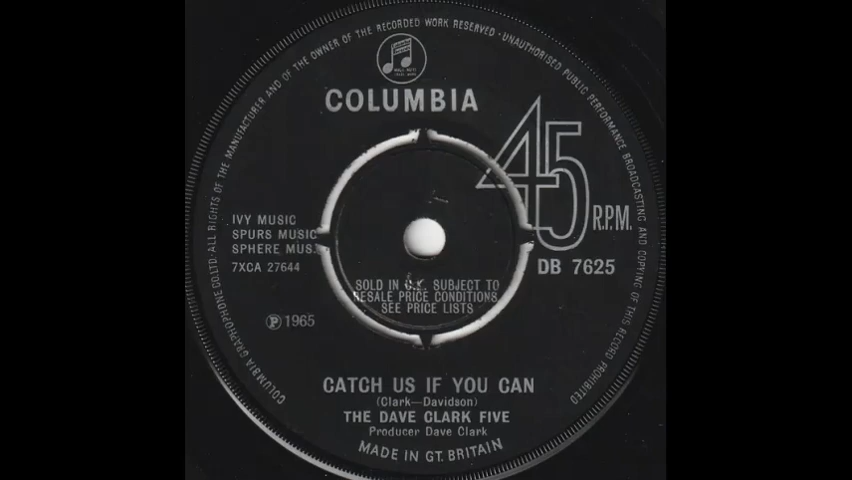 COLUMBIA GRAPHOPHONE CO. LTD. · ALL RIGHTS OF THE MANUFACTURER AND OF THE OWNER OF THE RECORDED WORK RESERVED · UNAUTHORISED PUBLIC PERFORMANCE BROADCASTING AND COPYING OF THIS RECORD PROHIBITED
COLUMBIA
45
R.P.M.
IVY MUSIC
SPURS MUSIC
SPHERE MUS.
7XCA 27644
DB 7625
SOLD IN U.K. SUBJECT TO
RESALE PRICE CONDITIONS
SEE PRICE LISTS
℗ 1965
CATCH US IF YOU CAN
(Clark—Davidson)
THE DAVE CLARK FIVE
Producer Dave Clark
MADE IN GT. BRITAIN